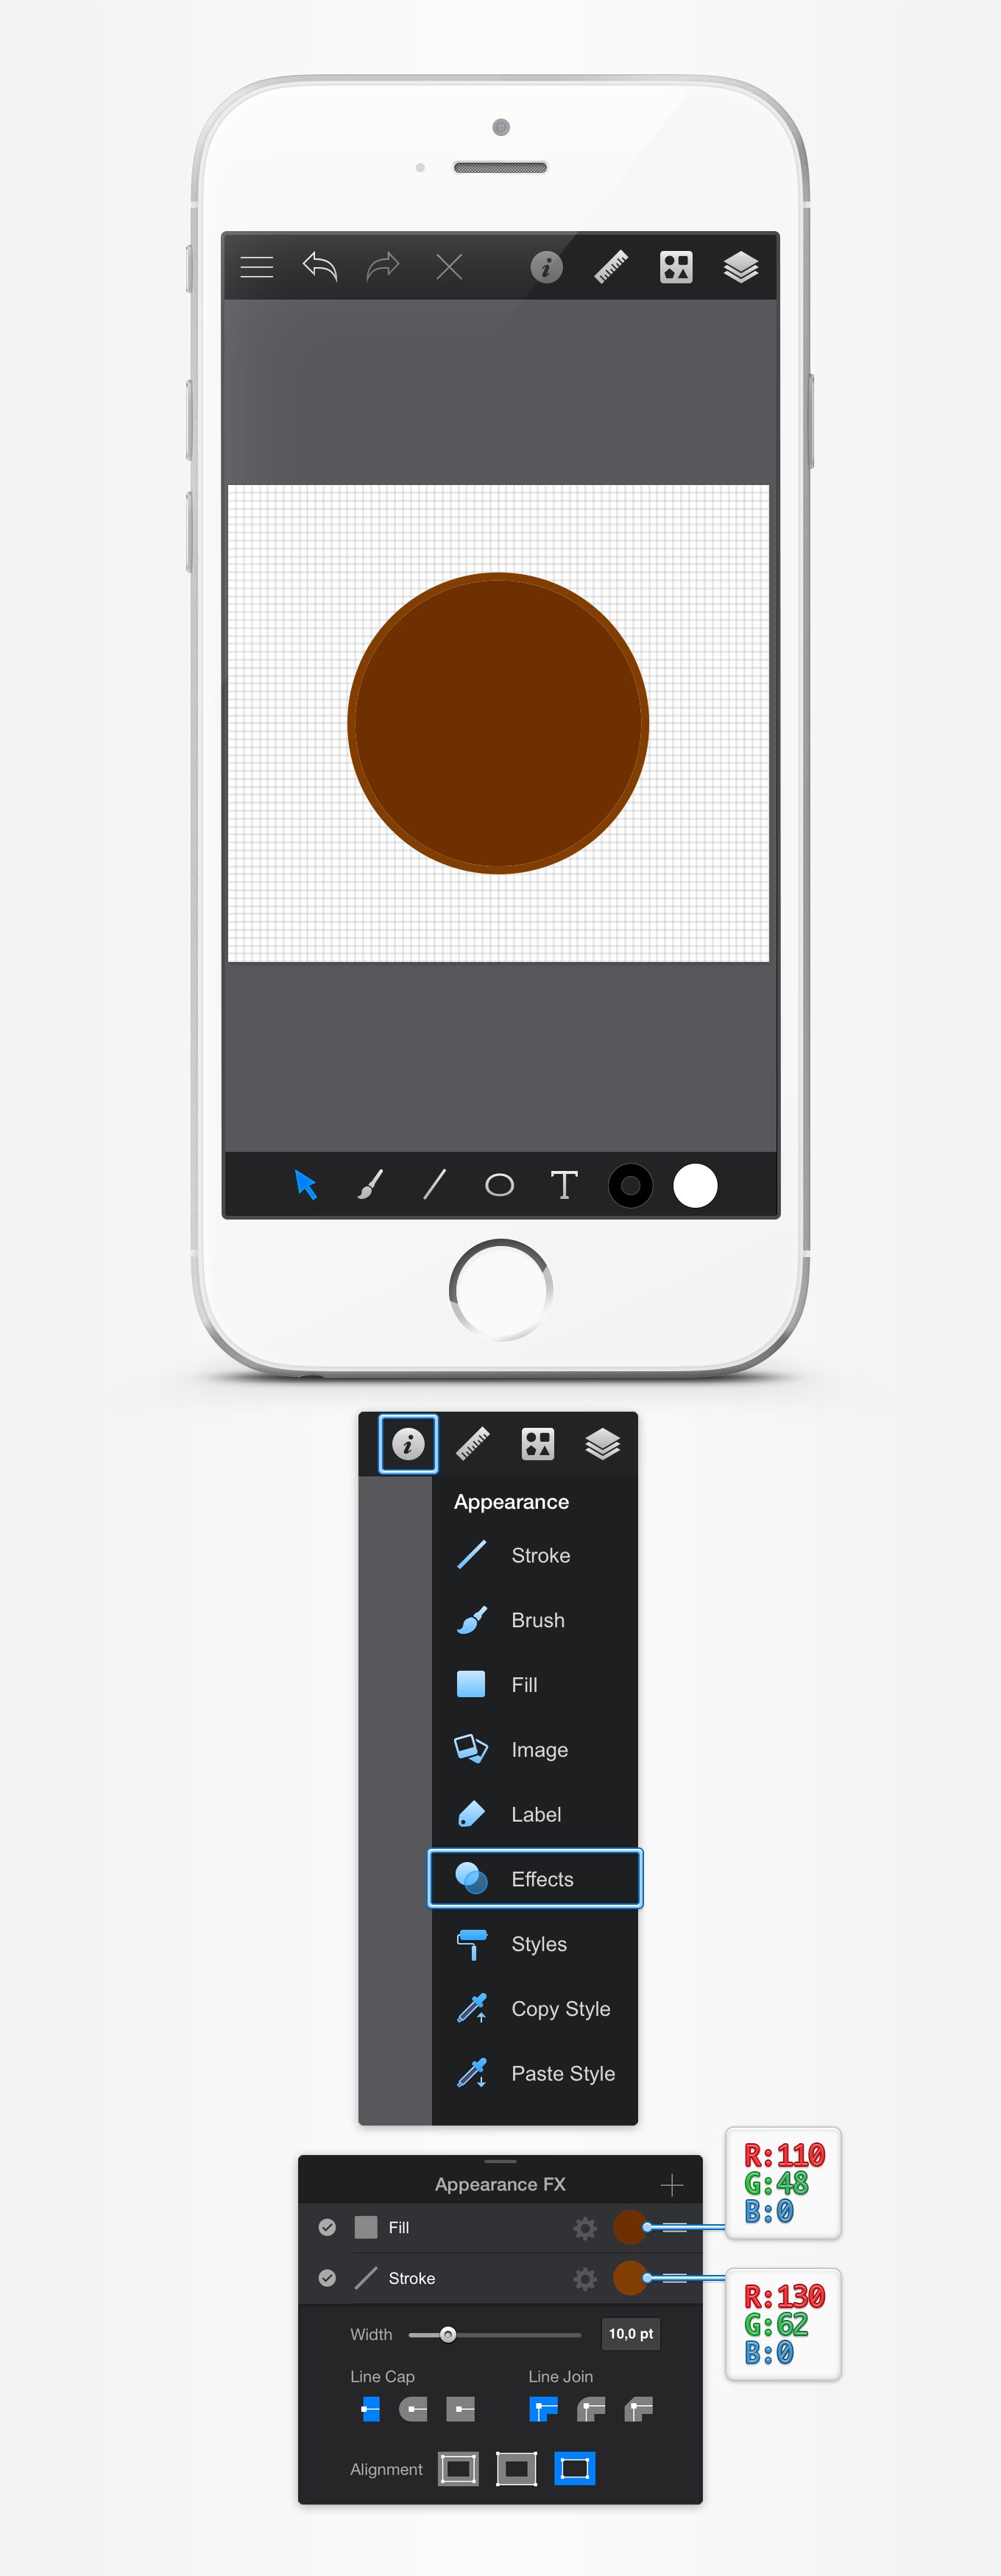 Appearance
Stroke
Brush
Fill
Image
Label
Effects
Styles
Copy Style
Paste Style
Appearance FX
Fill
R:110
G:48
B:0
Stroke
R:130
G:62
B:0
Width 10,0 pt
Line Cap Line Join
Alignment